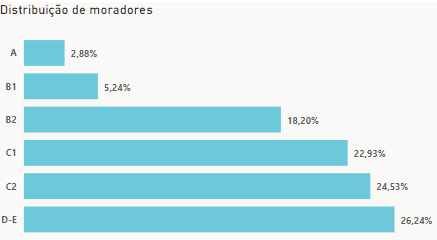 Distribuição de moradores
A 2,88%
B1 5,24%
B2 18,20%
C1 22,93%
C2 24,53%
D-E 26,24%